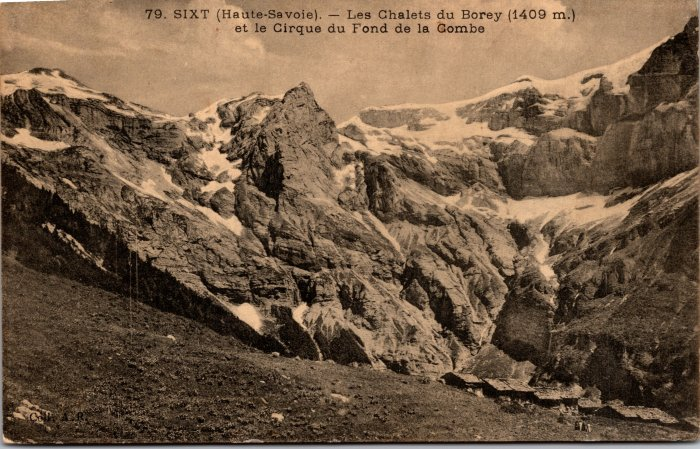 79. SIXT (Haute-Savoie). – Les Chalets du Borey (1409 m.)
et le Cirque du Fond de la Combe